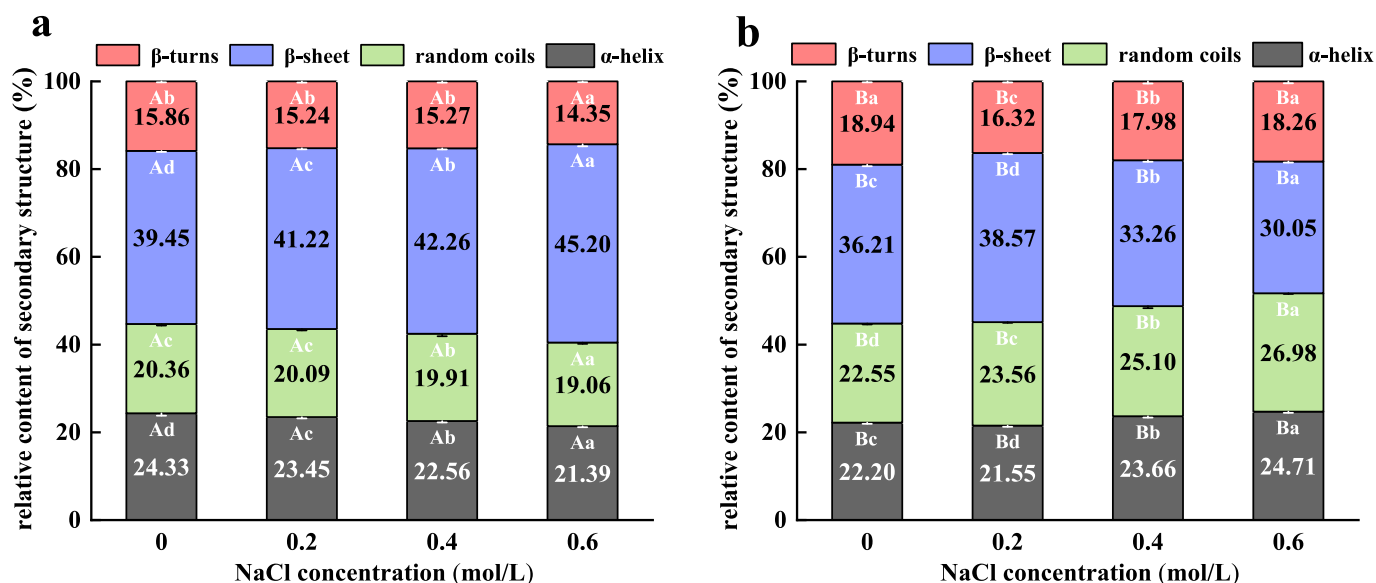 a
β-turns β-sheet random coils α-helix
relative content of secondary structure (%)
100
80
60
40
20
0
Ab Ab Ab Aa
15.86 15.24 15.27 14.35
Ad Ac Ab Aa
39.45 41.22 42.26 45.20
Ac Ac Ab Aa
20.36 20.09 19.91 19.06
Ad Ac Ab Aa
24.33 23.45 22.56 21.39
0 0.2 0.4 0.6
NaCl concentration (mol/L)
b
β-turns β-sheet random coils α-helix
relative content of secondary structure (%)
100
80
60
40
20
0
Ba Bc Bb Ba
18.94 16.32 17.98 18.26
Bc Bd Bb Ba
36.21 38.57 33.26 30.05
Bd Bc Bb Ba
22.55 23.56 25.10 26.98
Bc Bd Bb Ba
22.20 21.55 23.66 24.71
0 0.2 0.4 0.6
NaCl concentration (mol/L)